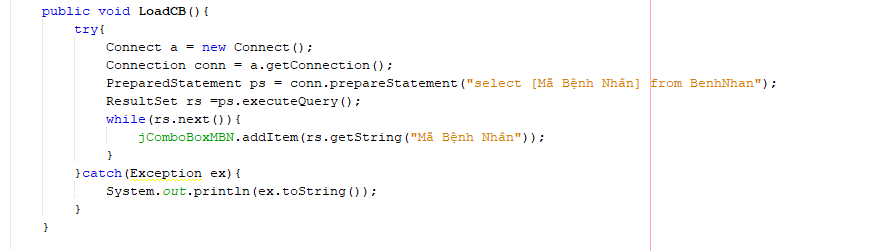 public void LoadCB(){
try{
Connect a = new Connect();
Connection conn = a.getConnection();
PreparedStatement ps = conn.prepareStatement("select [Mã Bệnh Nhân] from BenhNhan");
ResultSet rs =ps.executeQuery();
while(rs.next()){
jComboBoxMBN.addItem(rs.getString("Mã Bệnh Nhân"));
}
}catch(Exception ex){
System.out.println(ex.toString());
}
}